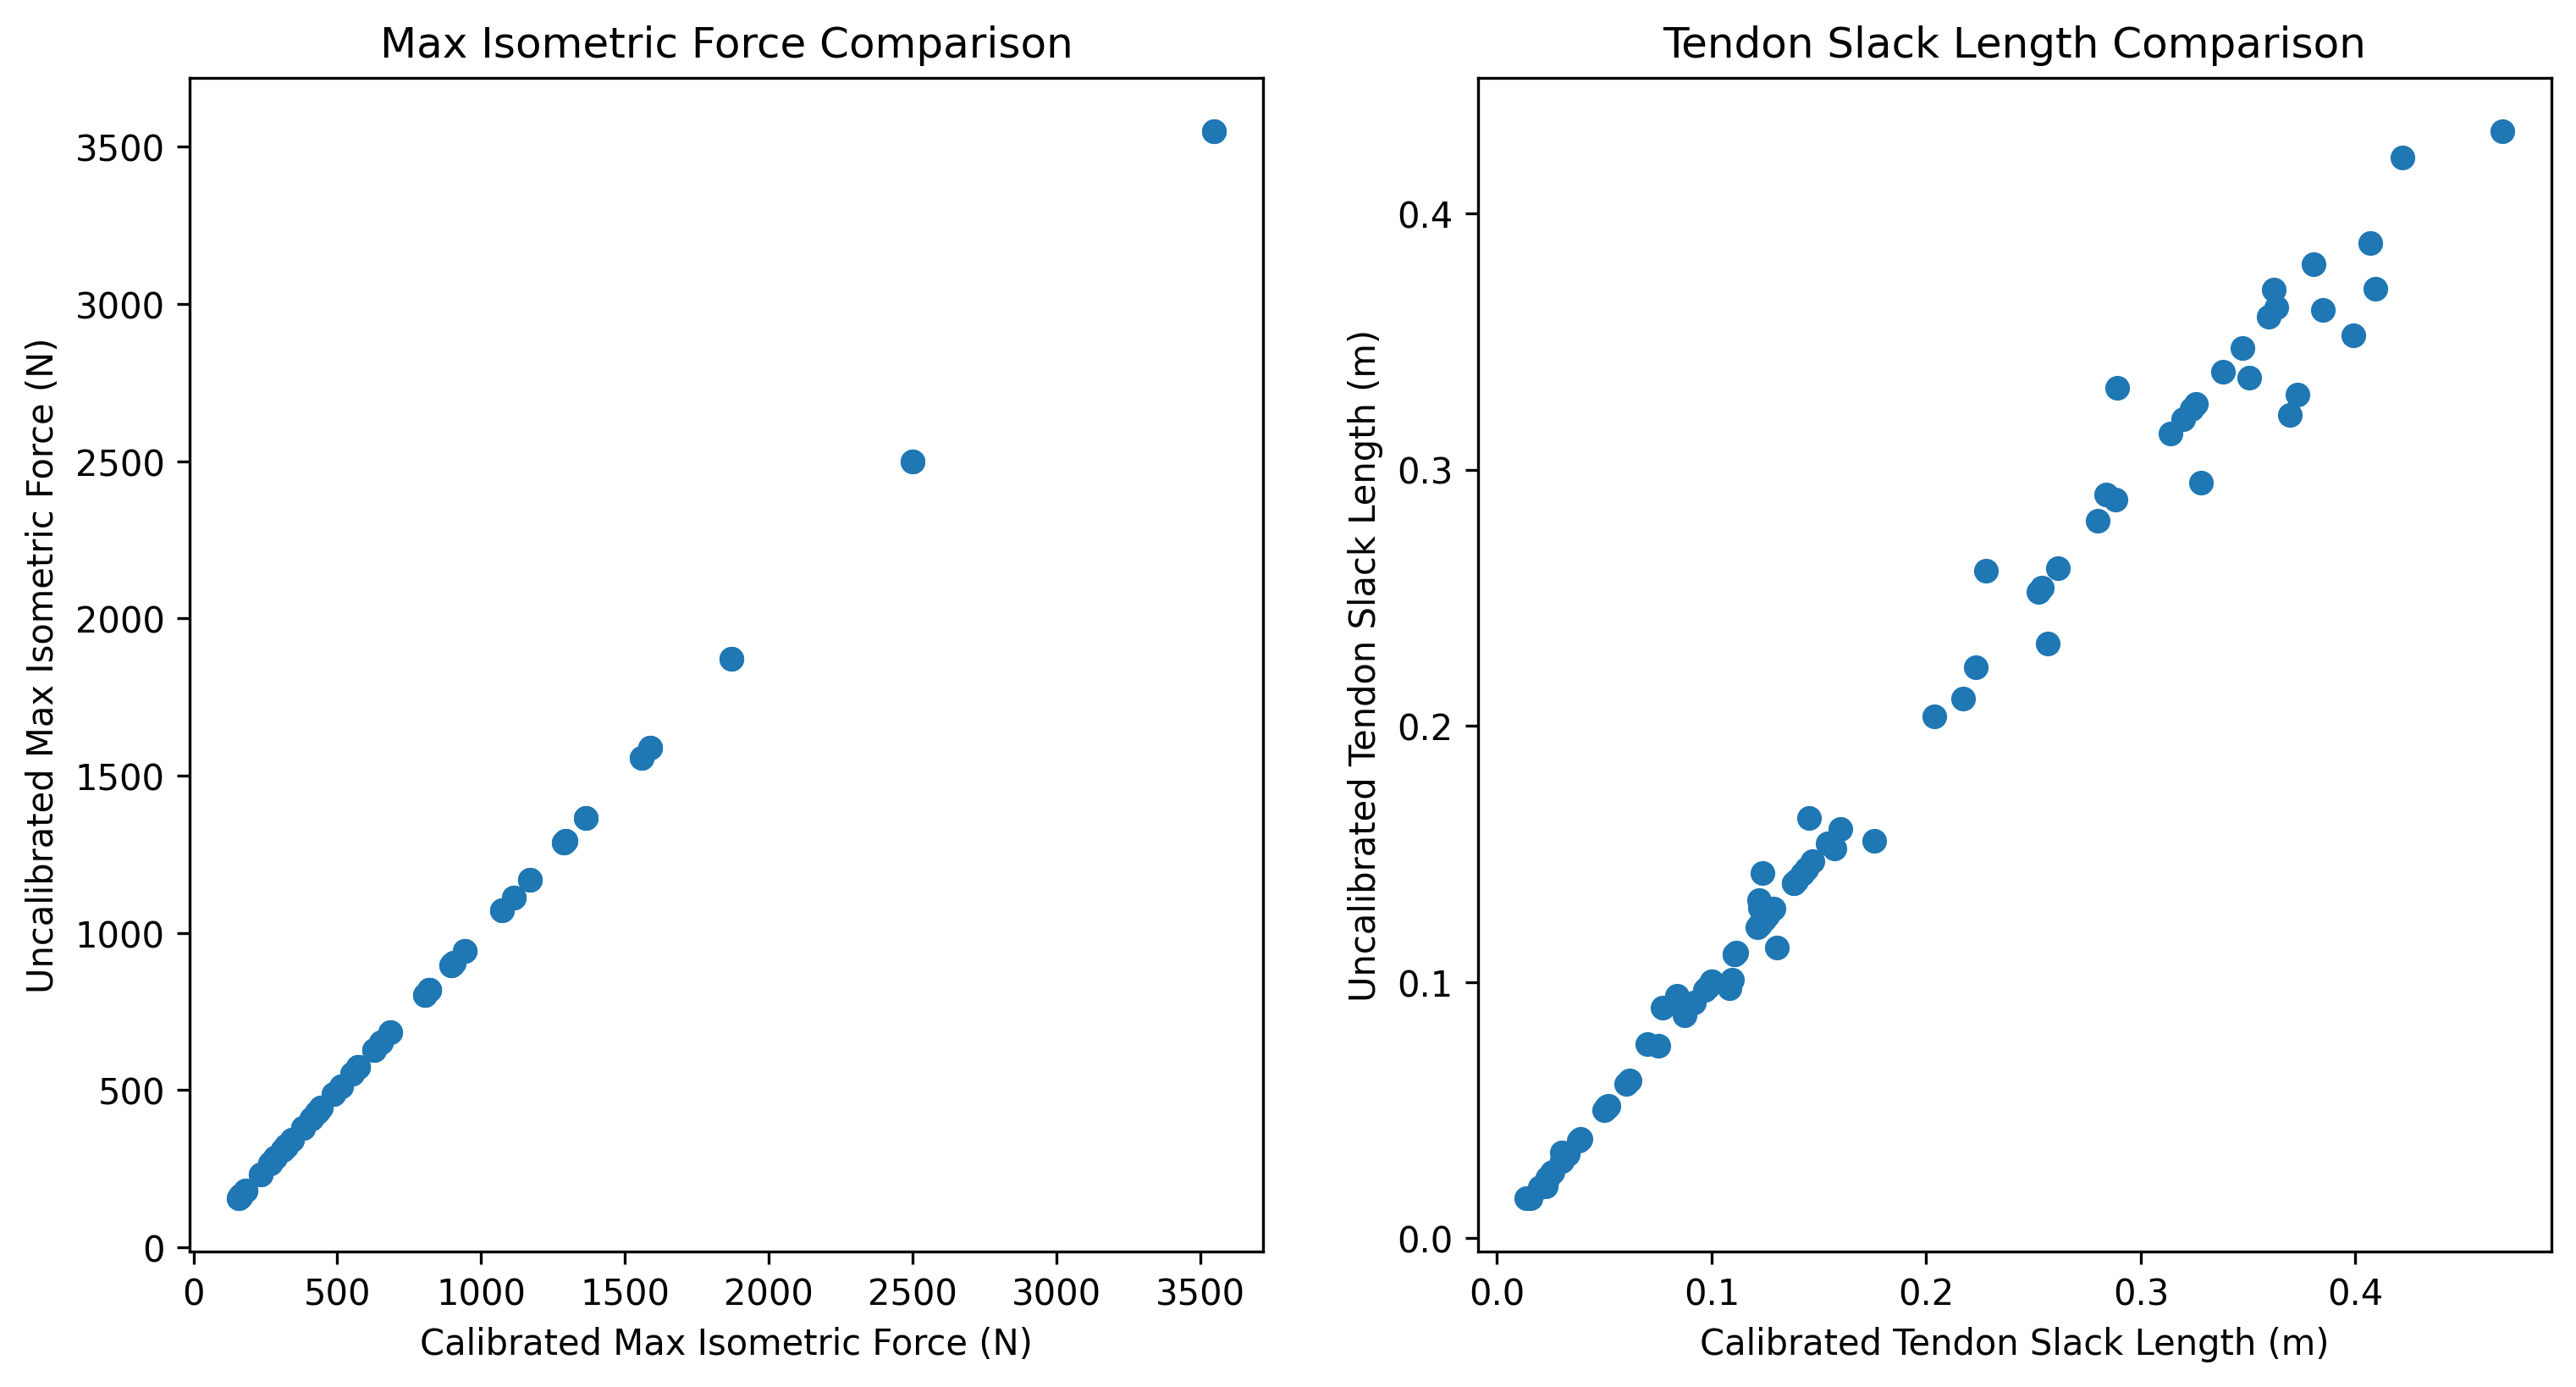 Max Isometric Force Comparison
Uncalibrated Max Isometric Force (N)
3500
3000
2500
2000
1500
1000
500
0
0 500 1000 1500 2000 2500 3000 3500
Calibrated Max Isometric Force (N)
Tendon Slack Length Comparison
Uncalibrated Tendon Slack Length (m)
0.4
0.3
0.2
0.1
0.0
0.0 0.1 0.2 0.3 0.4
Calibrated Tendon Slack Length (m)